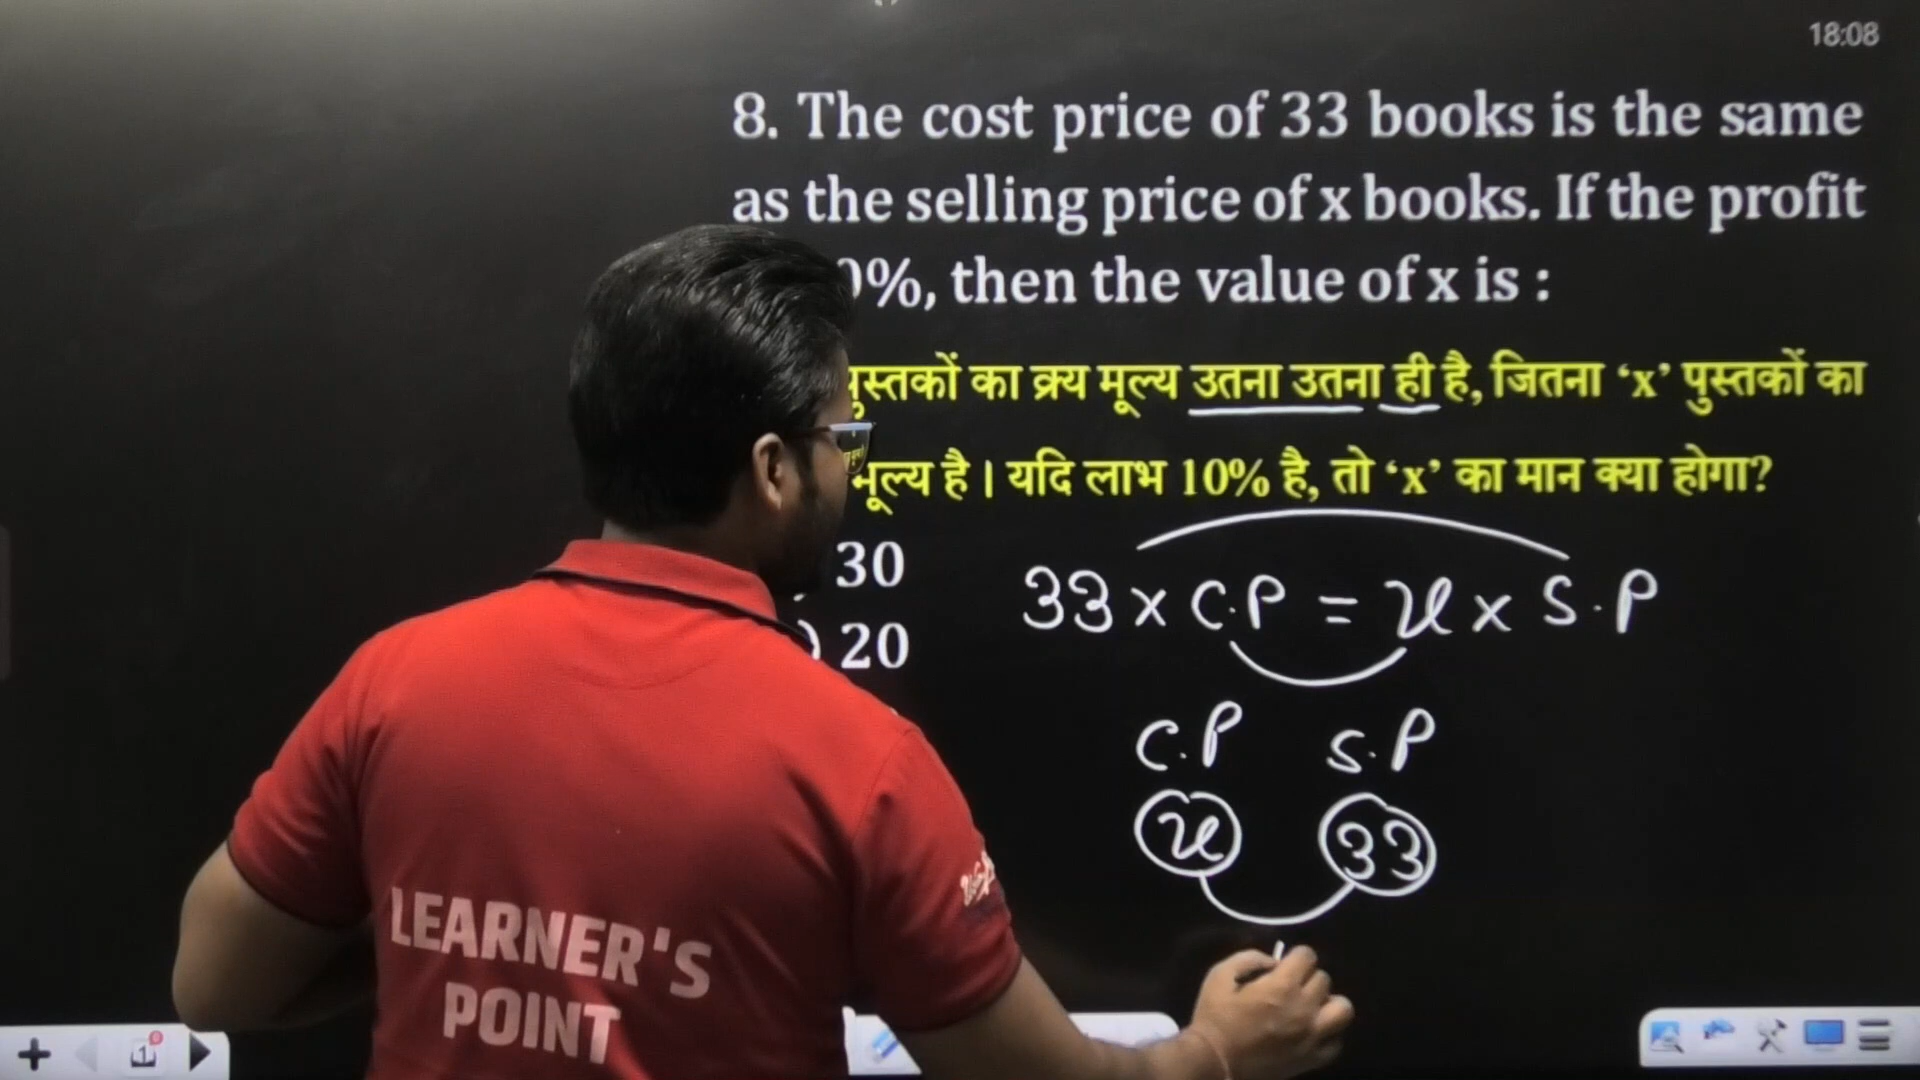 18:08
8. The cost price of 33 books is the same
as the selling price of x books. If the profit
0%, then the value of x is :
पुस्तकों का क्र्य मूल्य उतना उतना ही है, जितना ‘x’ पुस्तकों का
मूल्य है। यदि लाभ 10% है, तो ‘x’ का मान क्या होगा?
30
33 x C.P = x x S.P
) 20
C.P S.P
x 33
LEARNER'S
POINT
1